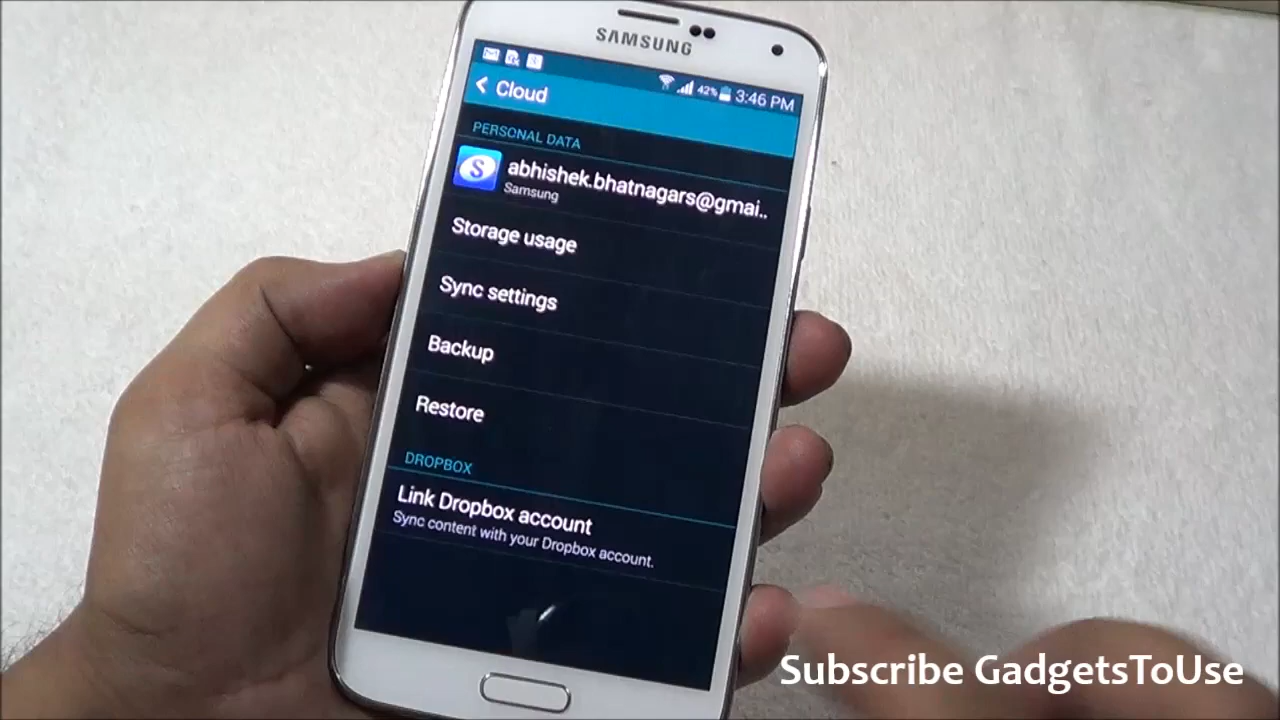 SAMSUNG
42% 3:46 PM
Cloud
PERSONAL DATA
S
abhishek.bhatnagars@gmai..
Samsung
Storage usage
Sync settings
Backup
Restore
DROPBOX
Link Dropbox account
Sync content with your Dropbox account.
Subscribe GadgetsToUse